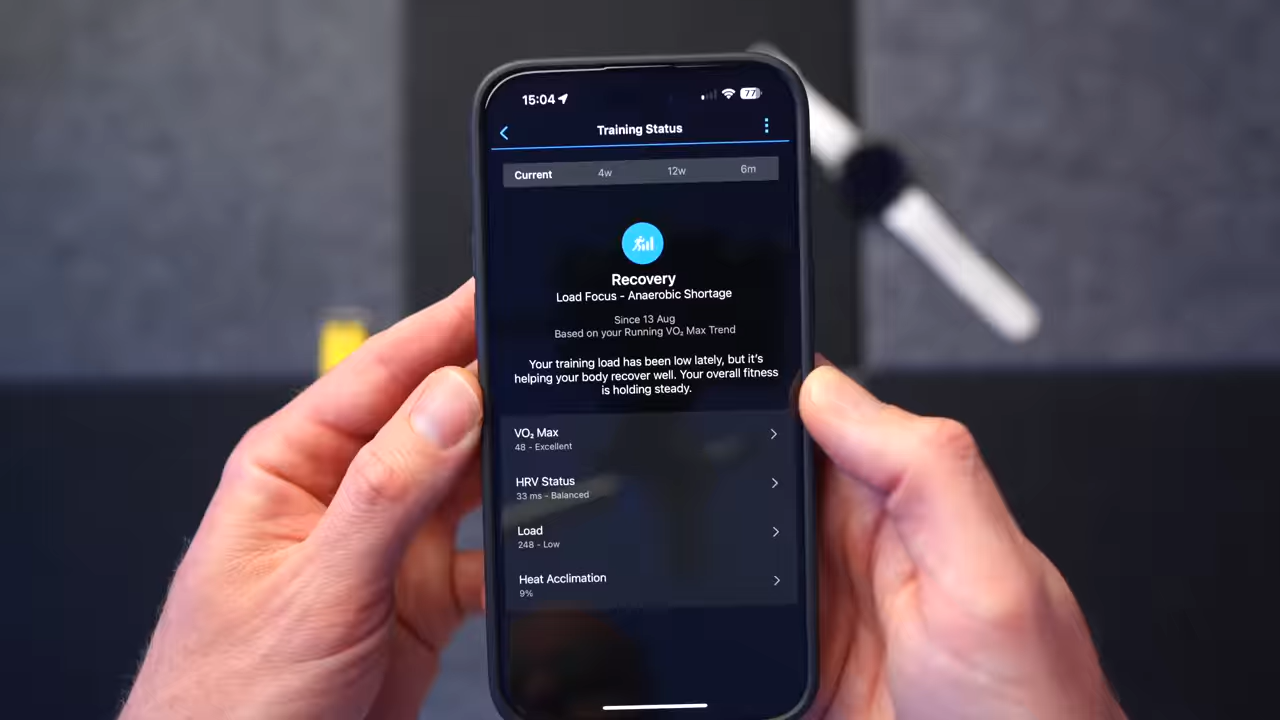 15:04 77
Training Status
Current 4w 12w 6m
Recovery
Load Focus - Anaerobic Shortage
Since 13 Aug
Based on your Running VO₂ Max Trend
Your training load has been low lately, but it's
helping your body recover well. Your overall fitness
is holding steady.
VO₂ Max
48 - Excellent
HRV Status
33 ms - Balanced
Load
248 - Low
Heat Acclimation
9%